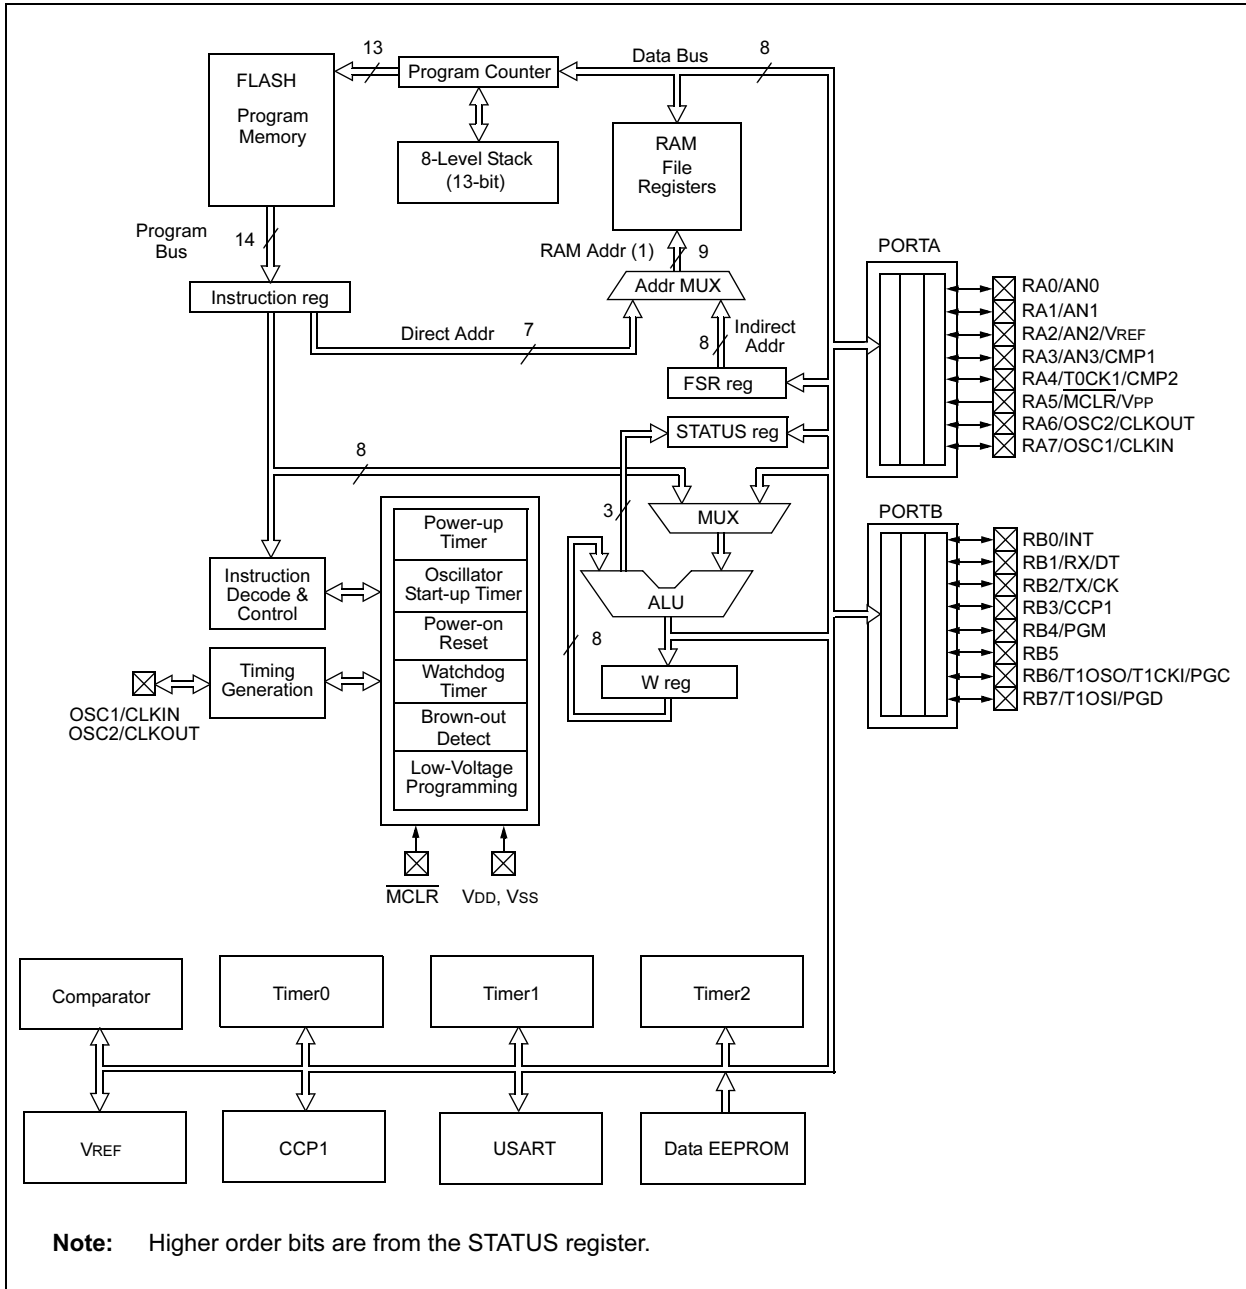 13
Data Bus
8
FLASH
Program
Memory
Program Counter
8-Level Stack
(13-bit)
RAM
File
Registers
Program
Bus
14
RAM Addr (1)
9
PORTA
Instruction reg
Addr MUX
Direct Addr
7
8
Indirect
Addr
FSR reg
STATUS reg
RA0/AN0
RA1/AN1
RA2/AN2/VREF
RA3/AN3/CMP1
RA4/T0CK1/CMP2
RA5/MCLR/VPP
RA6/OSC2/CLKOUT
RA7/OSC1/CLKIN
8
3
MUX
PORTB
Power-up
Timer
Oscillator
Start-up Timer
Power-on
Reset
Watchdog
Timer
Brown-out
Detect
Low-Voltage
Programming
Instruction
Decode &
Control
Timing
Generation
OSC1/CLKIN
OSC2/CLKOUT
ALU
8
W reg
RB0/INT
RB1/RX/DT
RB2/TX/CK
RB3/CCP1
RB4/PGM
RB5
RB6/T1OSO/T1CKI/PGC
RB7/T1OSI/PGD
MCLR
VDD, VSS
Comparator
Timer0
Timer1
Timer2
VREF
CCP1
USART
Data EEPROM
Note: Higher order bits are from the STATUS register.